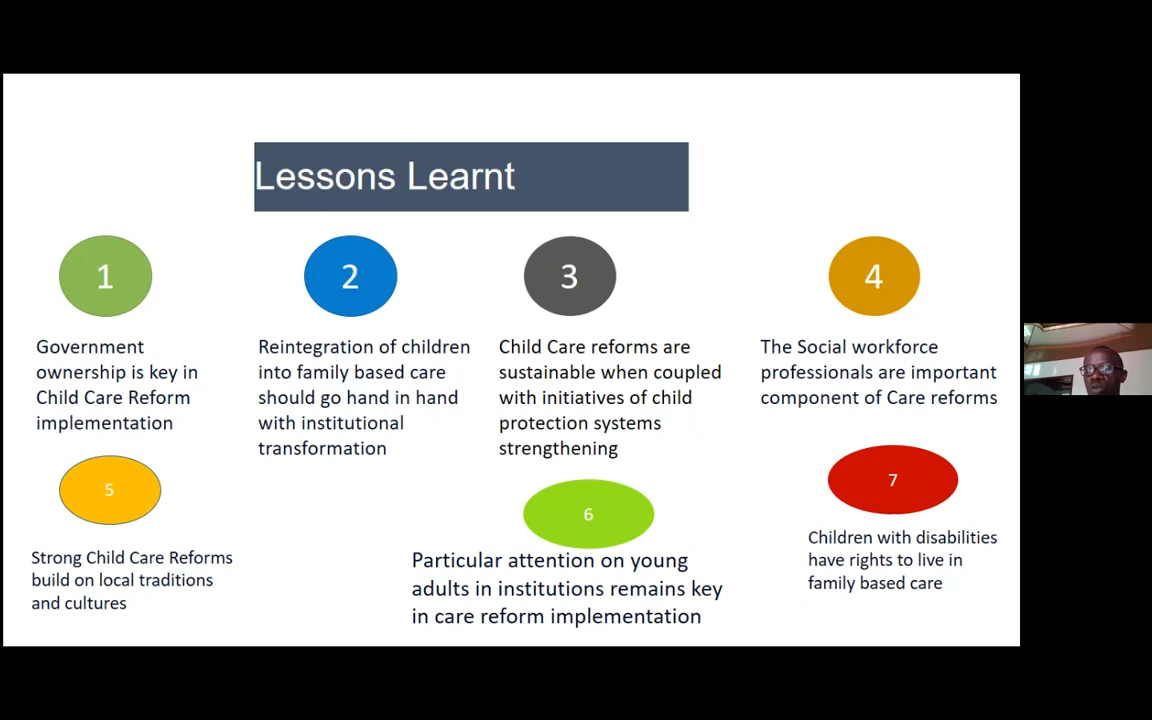 Lessons Learnt
1
Government
ownership is key in
Child Care Reform
implementation
2
Reintegration of children
into family based care
should go hand in hand
with institutional
transformation
3
Child Care reforms are
sustainable when coupled
with initiatives of child
protection systems
strengthening
4
The Social workforce
professionals are important
component of Care reforms
5
Strong Child Care Reforms
build on local traditions
and cultures
6
Particular attention on young
adults in institutions remains key
in care reform implementation
7
Children with disabilities
have rights to live in
family based care